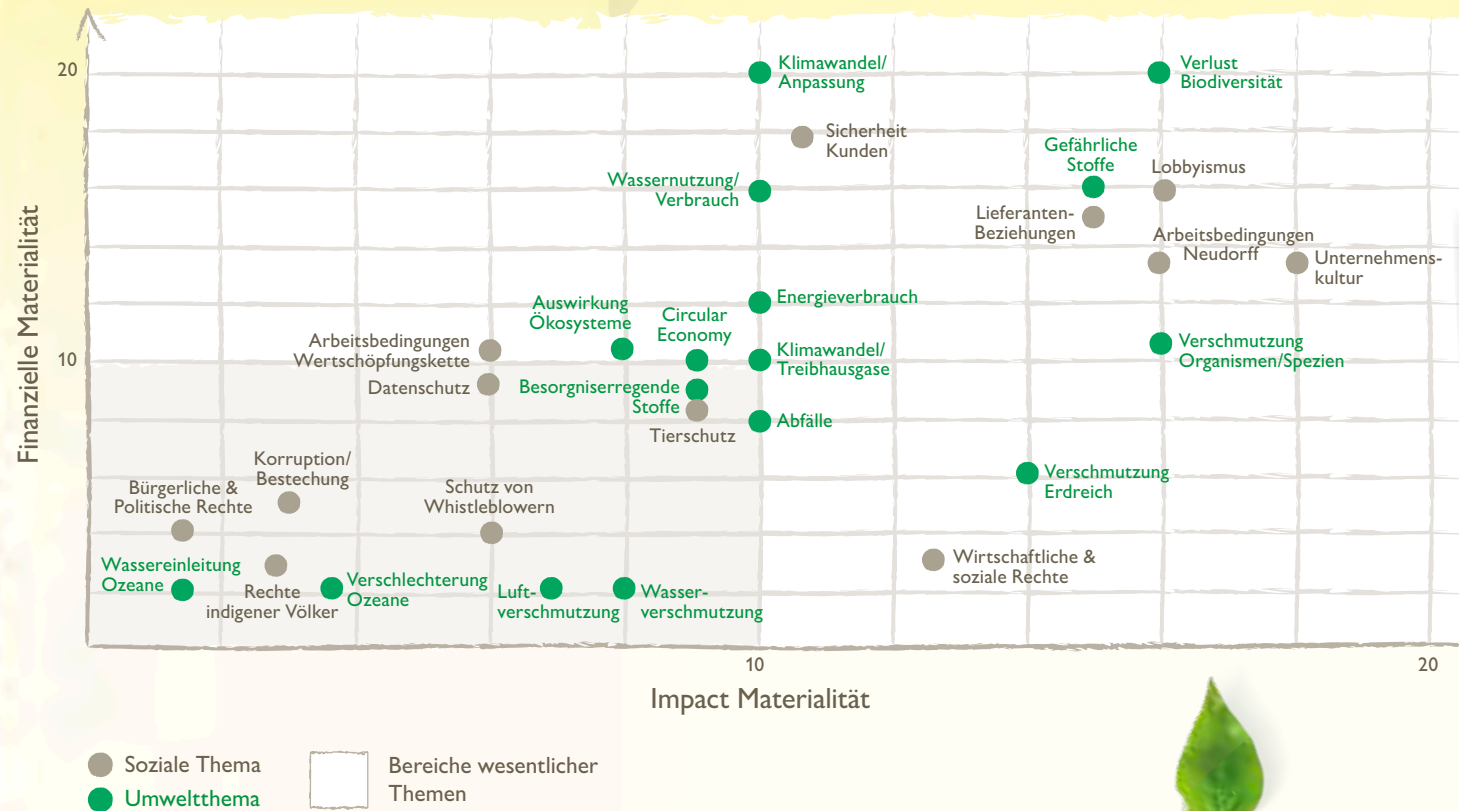 20
10
Finanzielle Materialität
Klimawandel/
Anpassung
Verlust
Biodiversität
Sicherheit
Kunden
Gefährliche
Stoffe
Lobbyismus
Wassernutzung/
Verbrauch
Lieferanten-
Beziehungen
Arbeitsbedingungen
Neudorff
Unternehmens-
kultur
Auswirkung
Ökosysteme
Circular
Economy
Energieverbrauch
Arbeitsbedingungen
Wertschöpfungskette
Klimawandel/
Treibhausgase
Verschmutzung
Organismen/Spezien
Datenschutz
Besorgniserregende
Stoffe
Tierschutz
Abfälle
Korruption/
Bestechung
Verschmutzung
Erdreich
Bürgerliche &
Politische Rechte
Schutz von
Whistleblowern
Wassereinleitung
Ozeane
Rechte
indigener Völker
Verschlechterung
Ozeane
Luft-
verschmutzung
Wasser-
verschmutzung
Wirtschaftliche &
soziale Rechte
10
20
Impact Materialität
Soziale Thema
Umweltthema
Bereiche wesentlicher
Themen